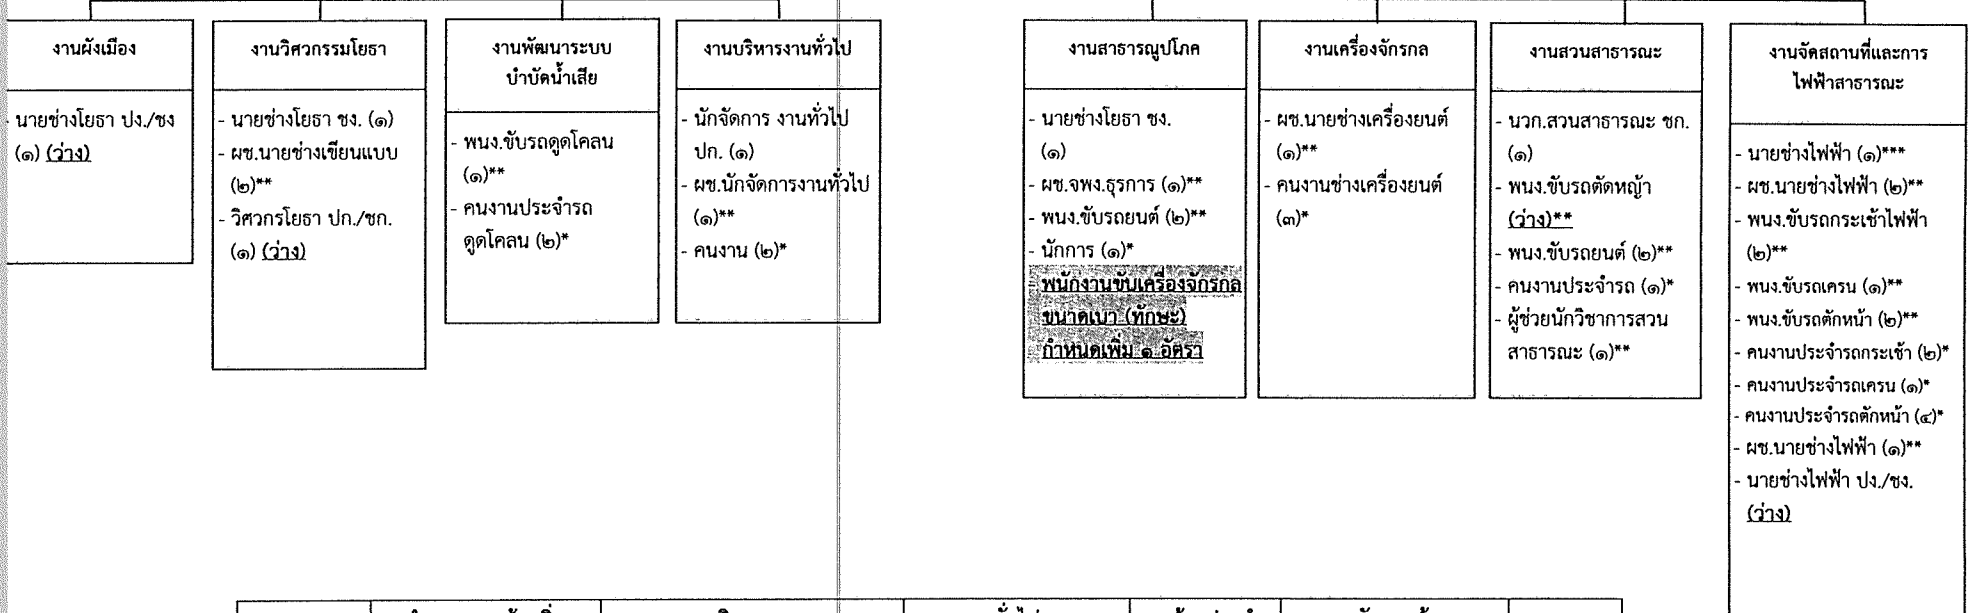 งานผังเมือง
นายช่างโยธา ปง./ชง
(๑) (ว่าง)
งานวิศวกรรมโยธา
- นายช่างโยธา ชง. (๑)
- ผช.นายช่างเขียนแบบ
(๒)**
- วิศวกรโยธา ปก./ชก.
(๑) (ว่าง)
งานพัฒนาระบบ
บำบัดน้ำเสีย
- พนง.ขับรถดูดโคลน
(๑)**
- คนงานประจำรถ
ดูดโคลน (๒)*
งานบริหารงานทั่วไป
- นักจัดการ งานทั่วไป
ปก. (๑)
- ผช.นักจัดการงานทั่วไป
(๑)**
- คนงาน (๒)*
งานสาธารณูปโภค
- นายช่างโยธา ชง.
(๑)
- ผช.จพง.ธุรการ (๑)**
- พนง.ขับรถยนต์ (๒)**
- นักการ (๑)*
- พนักงานขับเครื่องจักรกล
ขนาดเบา (ทักษะ)
กำหนดเพิ่ม ๑ อัตรา
งานเครื่องจักรกล
- ผช.นายช่างเครื่องยนต์
(๑)**
- คนงานช่างเครื่องยนต์
(๓)*
งานสวนสาธารณะ
- นวก.สวนสาธารณะ ชก.
(๑)
- พนง.ขับรถตัดหญ้า
(ว่าง)**
- พนง.ขับรถยนต์ (๒)**
- คนงานประจำรถ (๑)*
- ผู้ช่วยนักวิชาการสวน
สาธารณะ (๑)**
งานจัดสถานที่และการ
ไฟฟ้าสาธารณะ
- นายช่างไฟฟ้า (๑)***
- ผช.นายช่างไฟฟ้า (๒)**
- พนง.ขับรถกระเช้าไฟฟ้า
(๒)**
- พนง.ขับรถเครน (๑)**
- พนง.ขับรถตักหน้า (๒)**
- คนงานประจำรถกระเช้า (๒)*
- คนงานประจำรถเครน (๑)*
- คนงานประจำรถตักหน้า (๔)*
- ผช.นายช่างไฟฟ้า (๑)**
- นายช่างไฟฟ้า ปง./ชง.
(ว่าง)